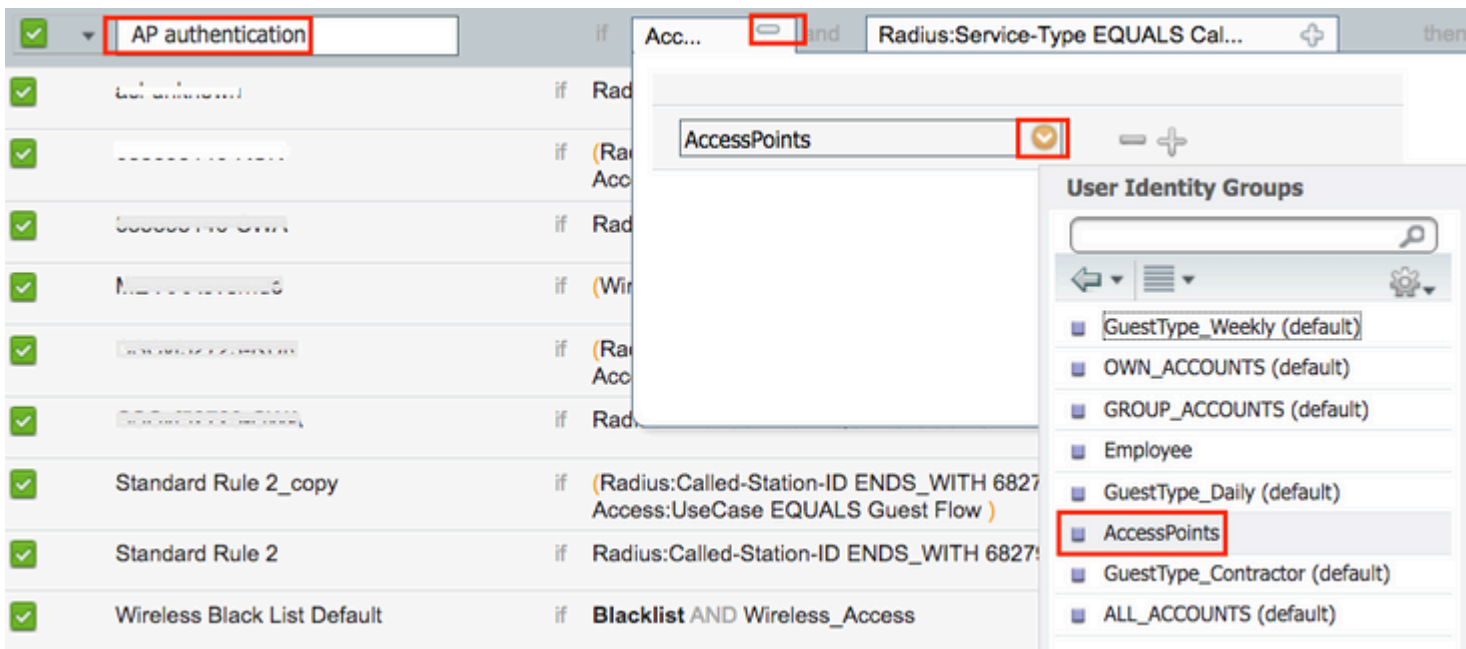 AP authentication if Acc... and Radius:Service-Type EQUALS Cal... then
if Rad
AccessPoints
if (Rad
Acc
User Identity Groups
if Rad
if (Wir
GuestType_Weekly (default)
if (Rad
Acc
OWN_ACCOUNTS (default)
GROUP_ACCOUNTS (default)
if Rad
Employee
Standard Rule 2_copy if (Radius:Called-Station-ID ENDS_WITH 6827
Access:UseCase EQUALS Guest Flow )
GuestType_Daily (default)
AccessPoints
Standard Rule 2 if Radius:Called-Station-ID ENDS_WITH 6827
GuestType_Contractor (default)
Wireless Black List Default if Blacklist AND Wireless_Access
ALL_ACCOUNTS (default)